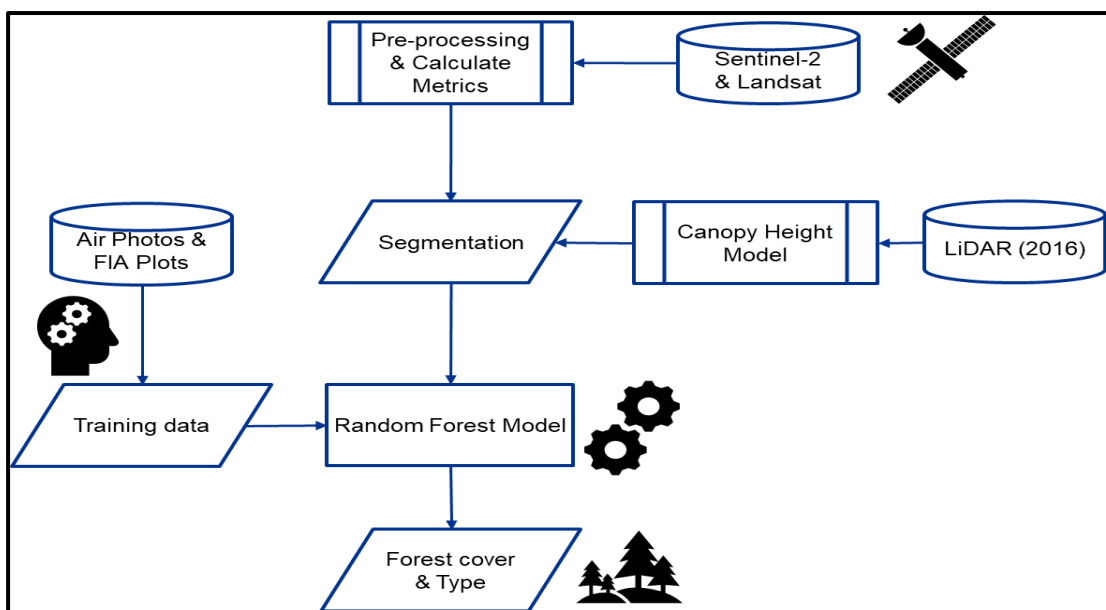 Pre-processing
& Calculate
Metrics
Sentinel-2
& Landsat
Air Photos &
FIA Plots
Segmentation
Canopy Height
Model
LiDAR (2016)
Training data
Random Forest Model
Forest cover
& Type